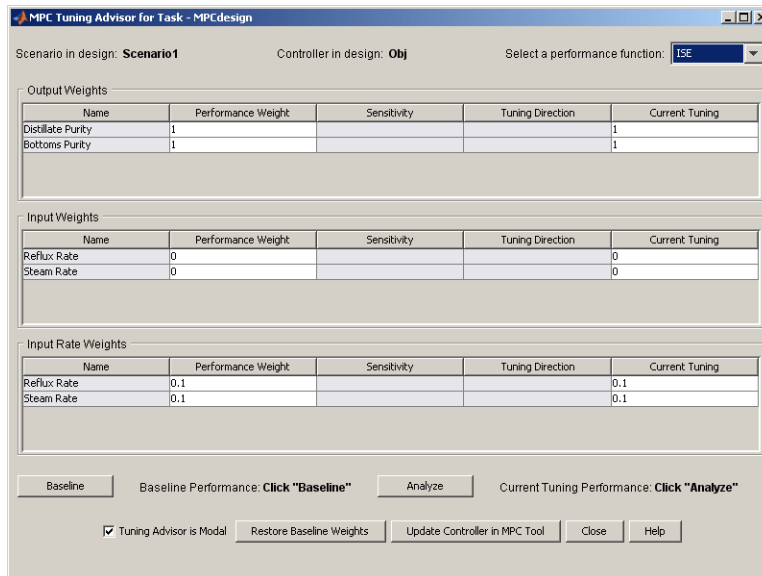 MPC Tuning Advisor for Task - MPCdesign
Scenario in design: Scenario1 Controller in design: Obj Select a performance function: ISE
Output Weights
Name Performance Weight Sensitivity Tuning Direction Current Tuning
Distillate Purity 1 1
Bottoms Purity 1 1
Input Weights
Name Performance Weight Sensitivity Tuning Direction Current Tuning
Reflux Rate 0 0
Steam Rate 0 0
Input Rate Weights
Name Performance Weight Sensitivity Tuning Direction Current Tuning
Reflux Rate 0.1 0.1
Steam Rate 0.1 0.1
Baseline Baseline Performance: Click "Baseline" Analyze Current Tuning Performance: Click "Analyze"
Tuning Advisor is Modal Restore Baseline Weights Update Controller in MPC Tool Close Help